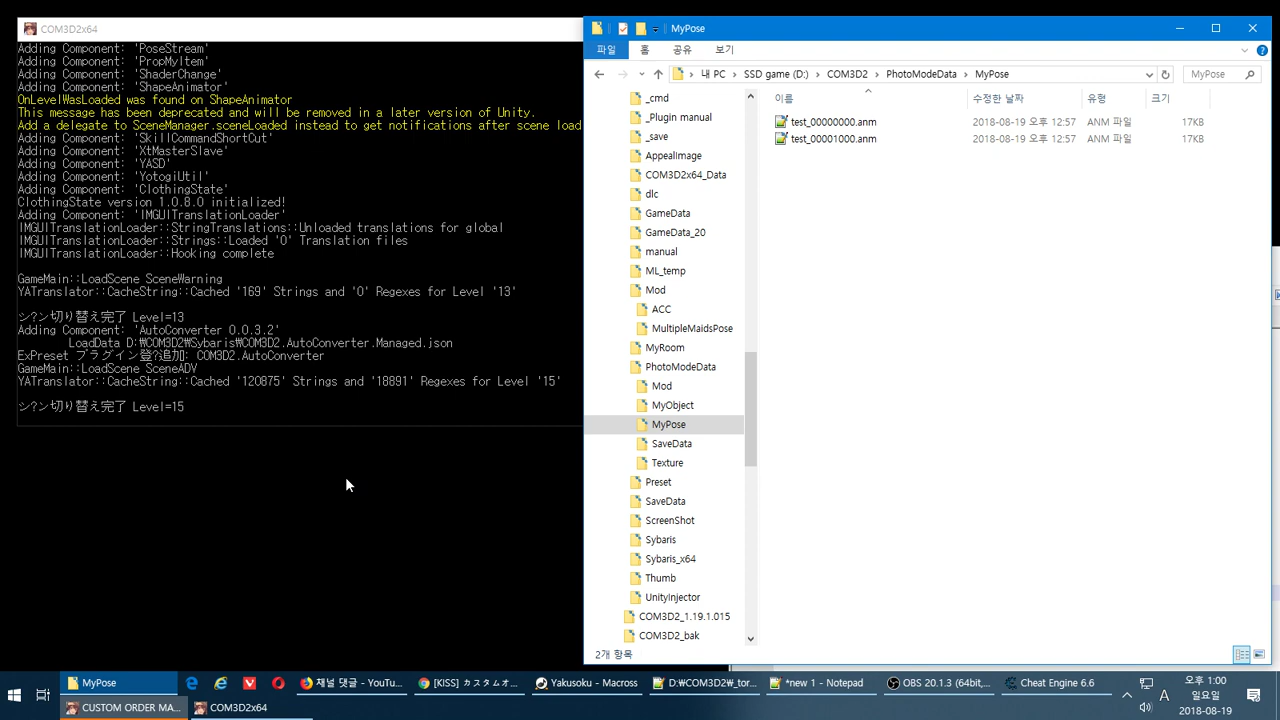 COM3D2x64
Adding Component: 'PoseStream'
Adding Component: 'PropMyItem'
Adding Component: 'ShaderChange'
Adding Component: 'ShapeAnimator'
OnLevelWasLoaded was found on ShapeAnimator
This message has been deprecated and will be removed in a later version of Unity.
Add a delegate to SceneManager.sceneLoaded instead to get notifications after scene load
Adding Component: 'SkillCommandShortCut'
Adding Component: 'XtMasterSlave'
Adding Component: 'YASD'
Adding Component: 'YotogiUtil'
Adding Component: 'ClothingState'
ClothingState version 1.0.8.0 initialized!
Adding Component: 'IMGUITranslationLoader'
IMGUITranslationLoader::StringTranslations::Unloaded translations for global
IMGUITranslationLoader::Strings::Loaded '0' Translation files
IMGUITranslationLoader::Hooking complete
GameMain::LoadScene SceneWarning
YATranslator::CacheString::Cached '169' Strings and '0' Regexes for Level '13'
シ?ン切り替え完了 Level=13
Adding Component: 'AutoConverter 0.0.3.2'
LoadData D:₩COM3D2₩Sybaris₩COM3D2.AutoConverter.Managed.json
ExPreset プラグイン登?追加: COM3D2.AutoConverter
GameMain::LoadScene SceneADV
YATranslator::CacheString::Cached '120875' Strings and '18891' Regexes for Level '15'
シ?ン切り替え完了 Level=15
MyPose
파일 홈 공유 보기
내 PC > SSD game (D:) > COM3D2 > PhotoModeData > MyPose
MyPose
이름 수정한 날짜 유형 크기
test_00000000.anm 2018-08-19 오후 12:57 ANM 파일 17KB
test_00001000.anm 2018-08-19 오후 12:57 ANM 파일 17KB
_cmd
_Plugin manual
_save
AppealImage
COM3D2x64_Data
dlc
GameData
GameData_20
manual
ML_temp
Mod
ACC
MultipleMaidsPose
MyRoom
PhotoModeData
Mod
MyObject
MyPose
SaveData
Texture
Preset
SaveData
ScreenShot
Sybaris
Sybaris_x64
Thumb
UnityInjector
COM3D2_1.19.1.015
COM3D2_bak
2개 항목
MyPose
채널 댓글 - YouTu...
[KISS] カスタムオ...
Yakusoku - Macross
D:₩COM3D2₩_tor...
*new 1 - Notepad
OBS 20.1.3 (64bit,...
Cheat Engine 6.6
CUSTOM ORDER MA...
COM3D2x64
A
오후 1:00
일요일
2018-08-19